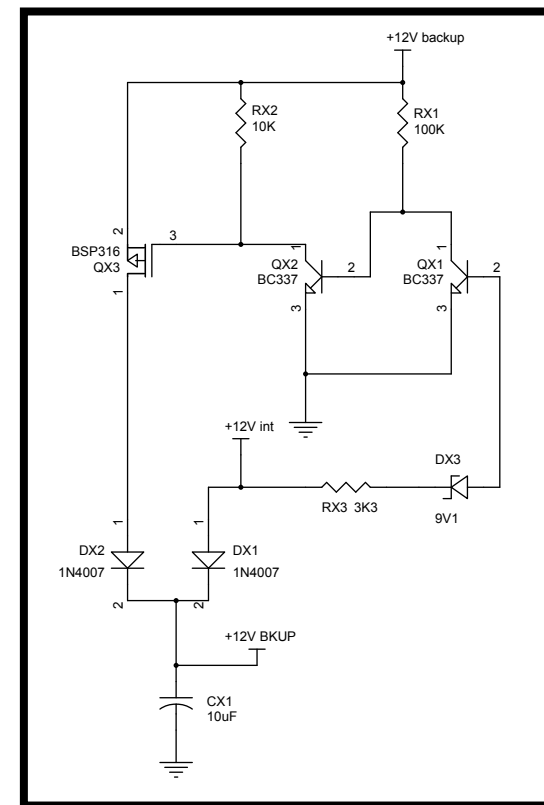 +12V backup
RX2
10K
RX1
100K
2
3
BSP316
QX3
1
1
QX2
BC337
2
3
1
QX1
BC337
2
3
+12V int
DX3
RX3 3K3
9V1
1
1
DX2
1N4007
DX1
1N4007
2
2
+12V BKUP
CX1
10uF